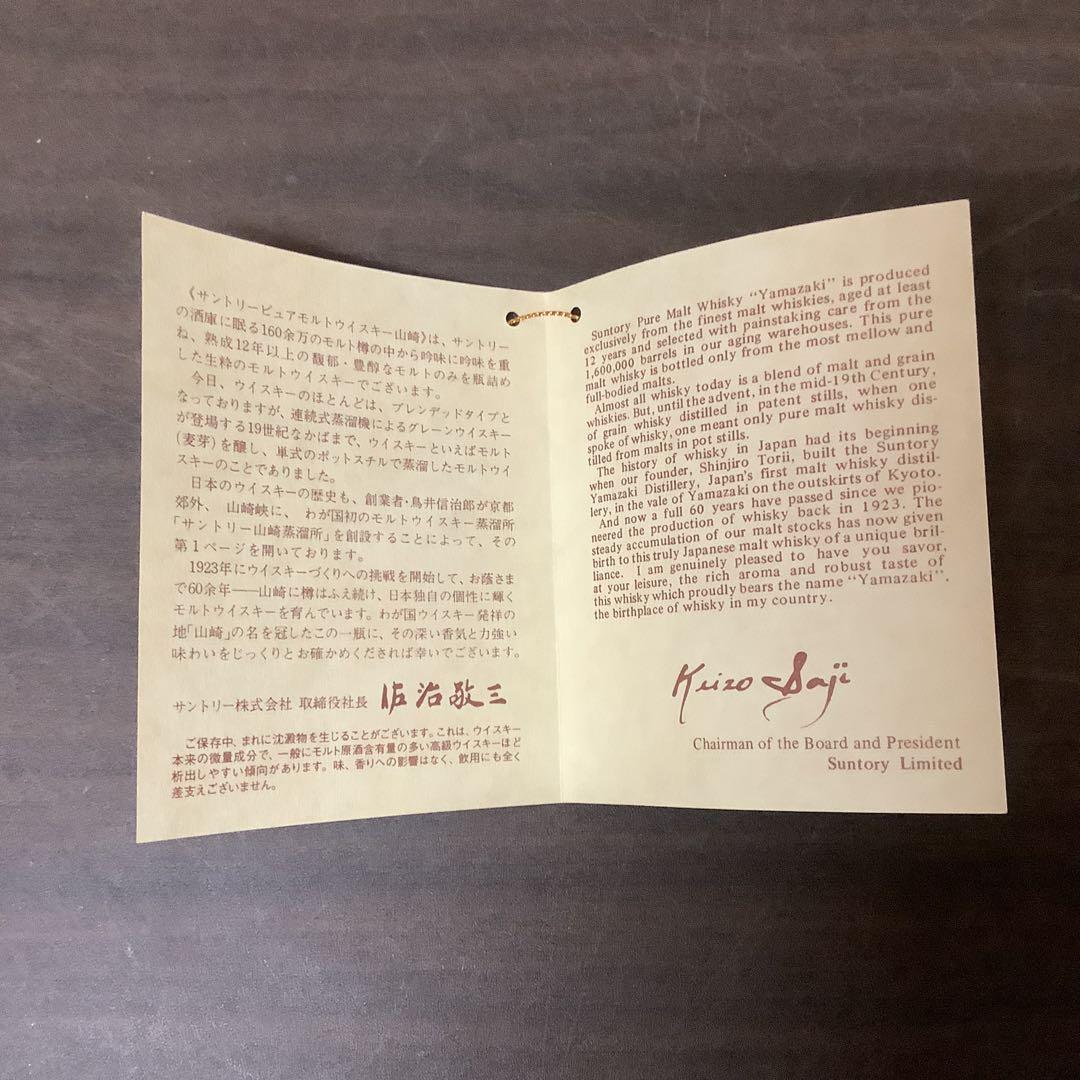 《サントリーピュアモルトウイスキー山崎》は、サントリー
の酒庫に眠る160余万のモルト樽の中から吟味に吟味を重
ね、熟成12年以上の馥郁・豊醇なモルトのみを瓶詰め
した生粋のモルトウイスキーでございます。
今日、ウイスキーのほとんどは、ブレンデッドタイプと
なっておりますが、連続式蒸溜機によるグレーンウイスキー
が登場する19世紀なかばまで、ウイスキーといえばモルト
(麦芽)を醸し、単式のポットスチルで蒸溜したモルトウイ
スキーのことでありました。
日本のウイスキーの歴史も、創業者・鳥井信治郎が京都
郊外、山崎峡に、わが国初のモルトウイスキー蒸溜所
「サントリー山崎蒸溜所」を創設することによって、その
第1ページを開いております。
1923年にウイスキーづくりへの挑戦を開始して、お蔭さま
で60余年——山崎に樽はふえ続け、日本独自の個性に輝く
モルトウイスキーを育んでいます。わが国ウイスキー発祥の
地「山崎」の名を冠したこの一瓶に、その深い香気と力強い
味わいをじっくりとお確かめくだされば幸いでございます。
サントリー株式会社 取締役社長 佐治敬三
ご保存中、まれに沈澱物を生じることがございます。これは、ウイスキー
本来の微量成分で、一般にモルト原酒含有量の多い高級ウイスキーほど
析出しやすい傾向があります。味、香りへの影響はなく、飲用にも全く
差支えございません。
Suntory Pure Malt Whisky "Yamazaki" is produced
exclusively from the finest malt whiskies, aged at least
12 years and selected with painstaking care from the
1,600,000 barrels in our aging warehouses. This pure
malt whisky is bottled only from the most mellow and
full-bodied malts.
Almost all whisky today is a blend of malt and grain
whiskies. But, until the advent, in the mid-19th Century,
of grain whisky distilled in patent stills, when one
spoke of whisky, one meant only pure malt whisky dis-
tilled from malts in pot stills.
The history of whisky in Japan had its beginning
when our founder, Shinjiro Torii, built the Suntory
Yamazaki Distillery, Japan's first malt whisky distil-
lery, in the vale of Yamazaki on the outskirts of Kyoto.
And now a full 60 years have passed since we pio-
neered the production of whisky back in 1923. The
steady accumulation of our malt stocks has now given
birth to this truly Japanese malt whisky of a unique bril-
liance. I am genuinely pleased to have you savor,
at your leisure, the rich aroma and robust taste of
this whisky which proudly bears the name "Yamazaki".
the birthplace of whisky in my country.
Keizo Saji
Chairman of the Board and President
Suntory Limited